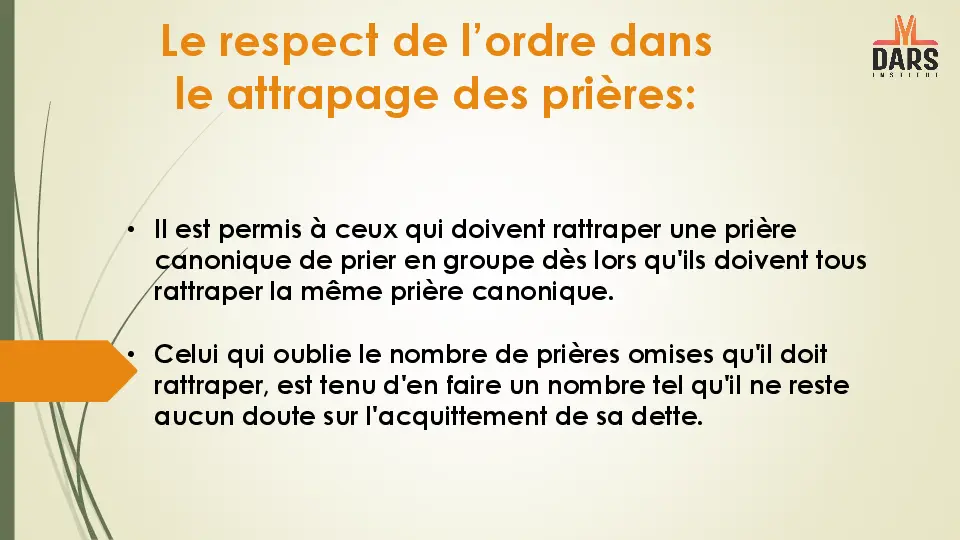 Le respect de l’ordre dans
le attrapage des prières:
DARS
INSTITUT
• Il est permis à ceux qui doivent rattraper une prière
canonique de prier en groupe dès lors qu'ils doivent tous
rattraper la même prière canonique.
• Celui qui oublie le nombre de prières omises qu'il doit
rattraper, est tenu d'en faire un nombre tel qu'il ne reste
aucun doute sur l'acquittement de sa dette.